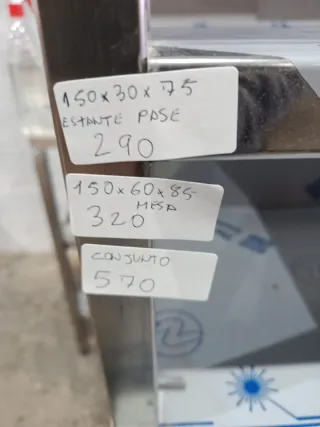 150x30x75
ESTANTE PASE
290
150x60x85
MESA
320
CONJUNTO
570